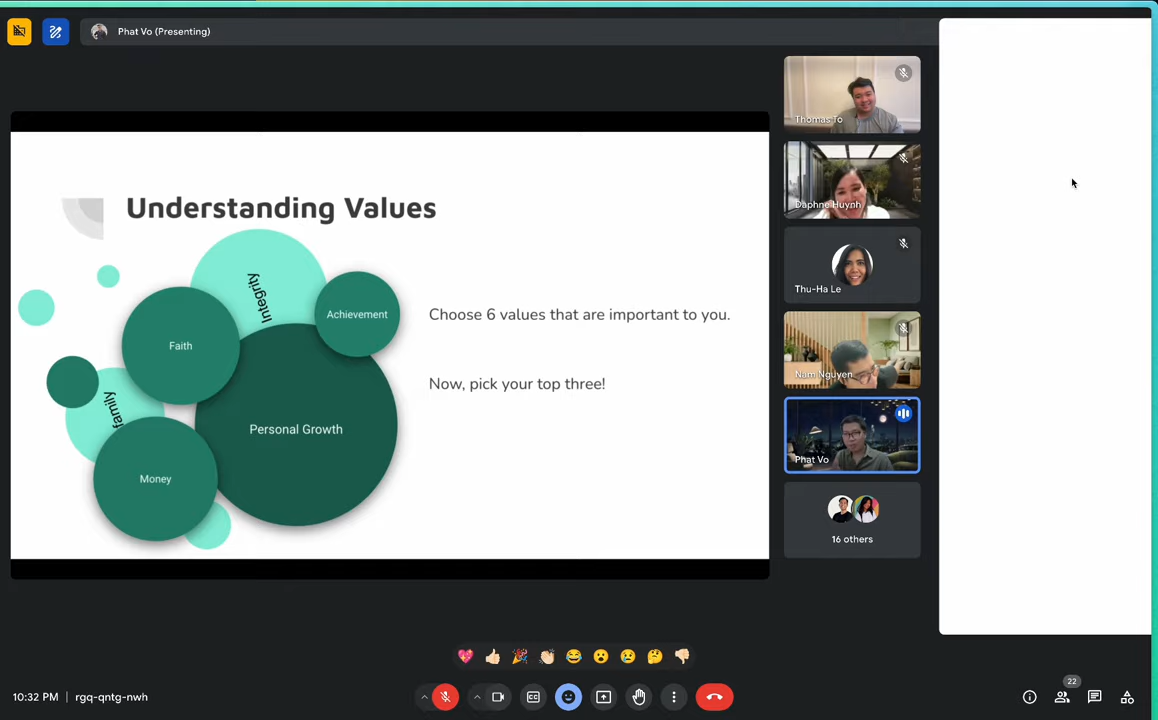 Phat Vo (Presenting)
Understanding Values
Integrity
Achievement
Faith
Choose 6 values that are important to you.
Now, pick your top three!
family
Personal Growth
Money
Thomas To
Daphne Huynh
Thu-Ha Le
Nam Nguyen
Phat Vo
16 others
10:32 PM | rgq-qntg-nwh
22